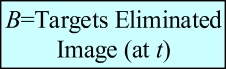 B=Targets Eliminated
Image (at t)